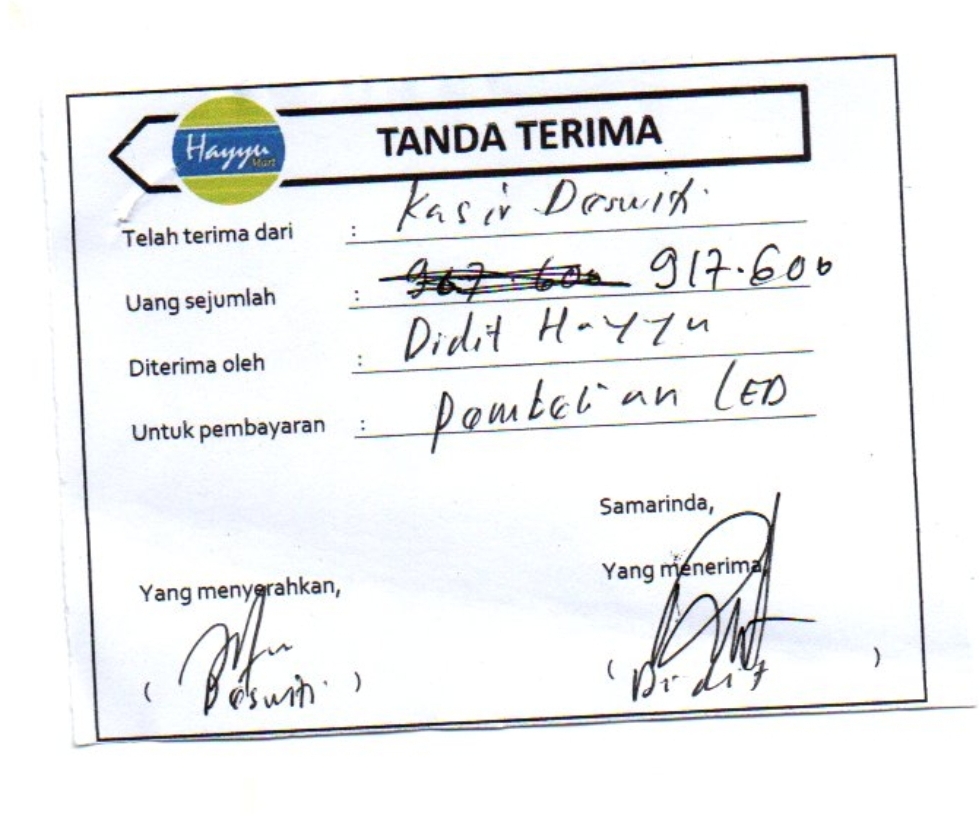 Hayyu
Mart
TANDA TERIMA
Telah terima dari : Kasir Deswiti
Uang sejumlah : 967.600 917.600
Diterima oleh : Didit Hayyu
Untuk pembayaran : Pembelian LED
Samarinda,
Yang menyerahkan, Yang menerima,
( Deswiti ) ( Didit )